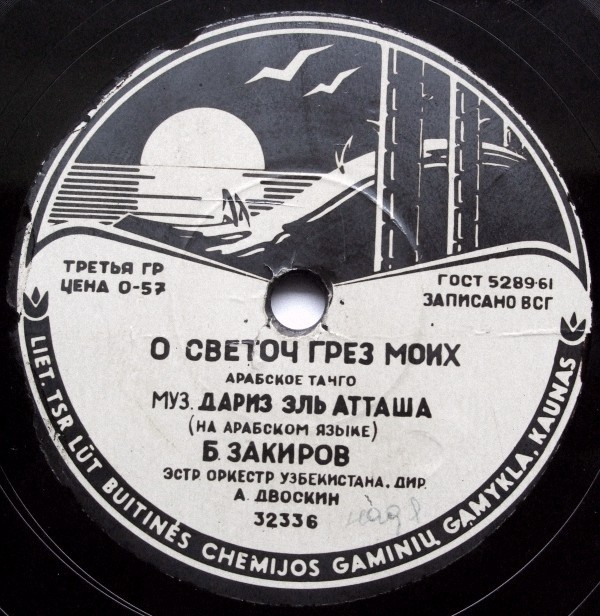 ТРЕТЬЯ ГР
ЦЕНА 0-57
ГОСТ 5289-61
ЗАПИСАНО ВСГ
О СВЕТОЧ ГРЕЗ МОИХ
АРАБСКОЕ ТАНГО
МУЗ. ДАРИЗ ЭЛЬ АТТАША
(НА АРАБСКОМ ЯЗЫКЕ)
Б. ЗАКИРОВ
ЭСТР. ОРКЕСТР УЗБЕКИСТАНА, ДИР.
А. ДВОСКИН
32336
LIET. TSR LŪT BUITINĖS CHEMIJOS GAMINIŲ GAMYKLA, KAUNAS